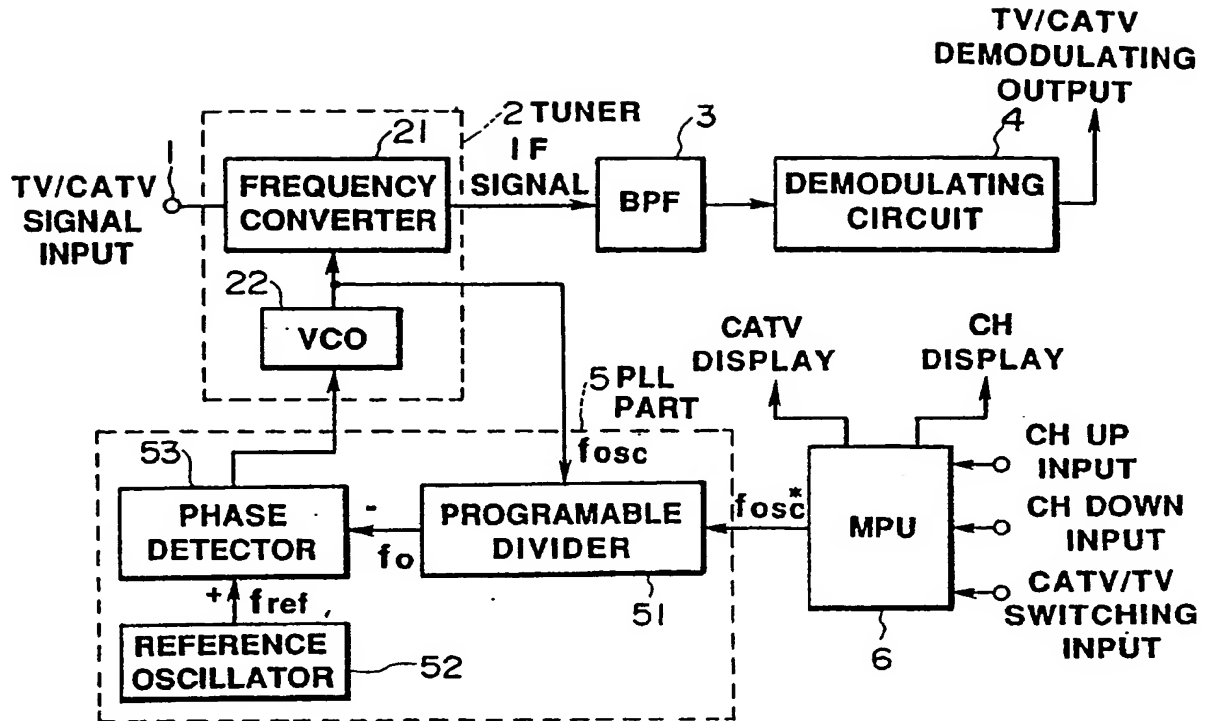 TV/CATV
DEMODULATING
OUTPUT
2 TUNER
21
3
4
1
IF
SIGNAL
TV/CATV
SIGNAL
INPUT
FREQUENCY
CONVERTER
BPF
DEMODULATING
CIRCUIT
22
VCO
CATV
DISPLAY
CH
DISPLAY
5 PLL
PART
53
fosc
PHASE
DETECTOR
-
fo
PROGRAMABLE
DIVIDER
fosc*
MPU
CH UP
INPUT
CH DOWN
INPUT
CATV/TV
SWITCHING
INPUT
+
fref
51
6
REFERENCE
OSCILLATOR
52